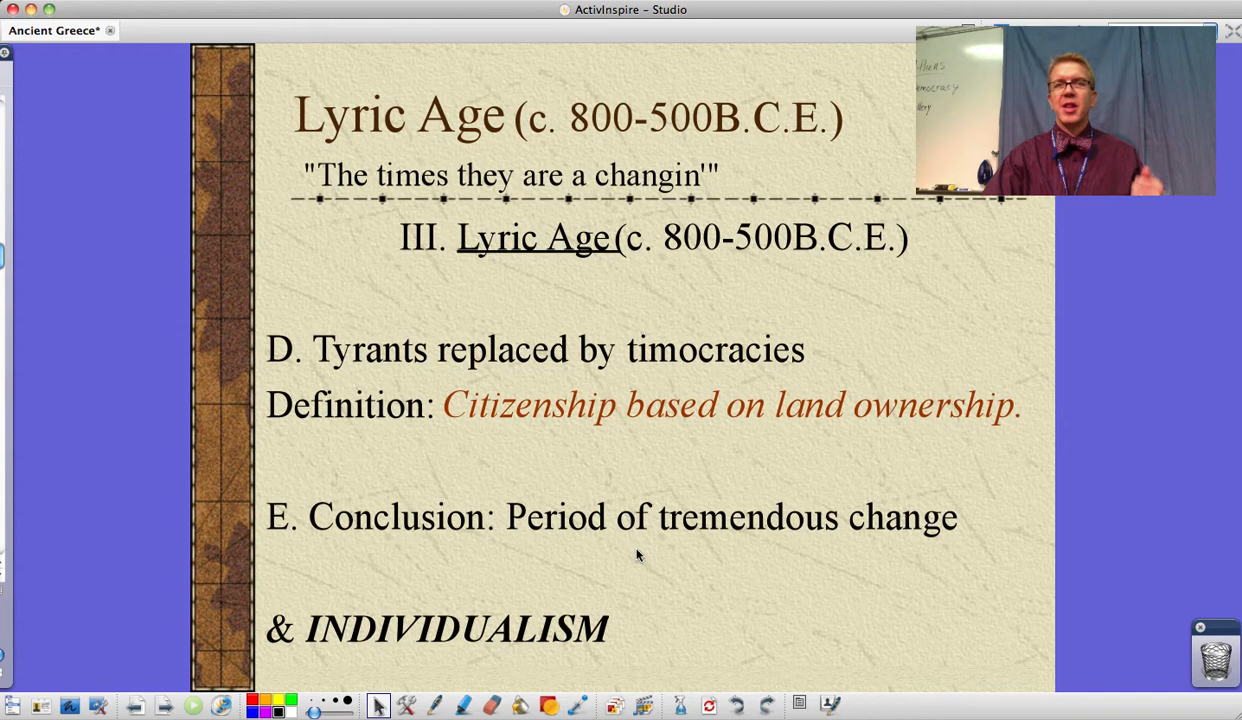 ActivInspire - Studio
Ancient Greece*
Lyric Age (c. 800-500B.C.E.)
"The times they are a changin'"
III. Lyric Age(c. 800-500B.C.E.)
D. Tyrants replaced by timocracies
Definition: Citizenship based on land ownership.
E. Conclusion: Period of tremendous change
& INDIVIDUALISM